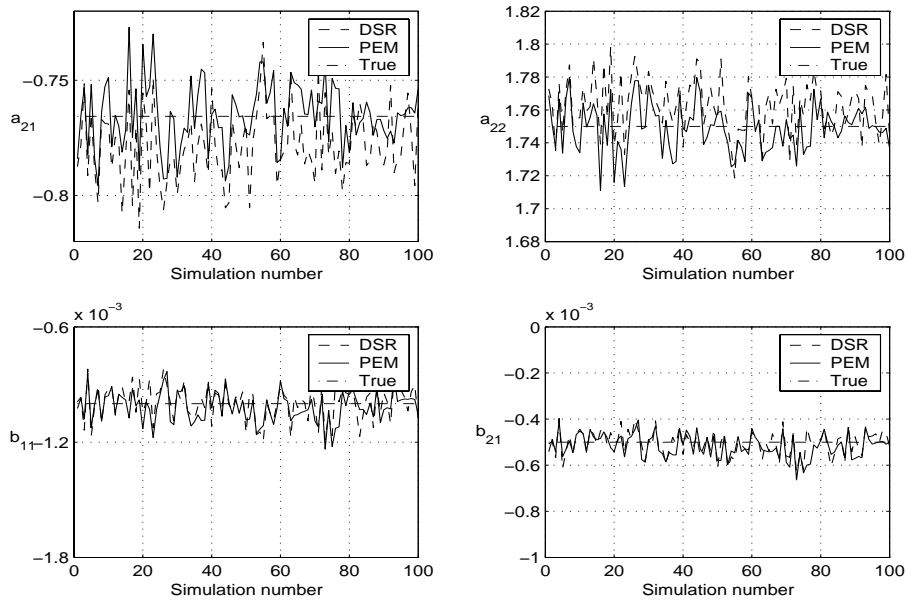 DSR
PEM
True
−0.75
−0.8
a21
0 20 40 60 80 100
Simulation number
DSR
PEM
True
1.82
1.8
1.78
1.76
1.74
1.72
1.7
1.68
a22
0 20 40 60 80 100
Simulation number
x 10−3
DSR
PEM
True
−0.6
−1.2
−1.8
b11
0 20 40 60 80 100
Simulation number
x 10−3
DSR
PEM
True
0
−0.2
−0.4
−0.6
−0.8
−1
b21
0 20 40 60 80 100
Simulation number